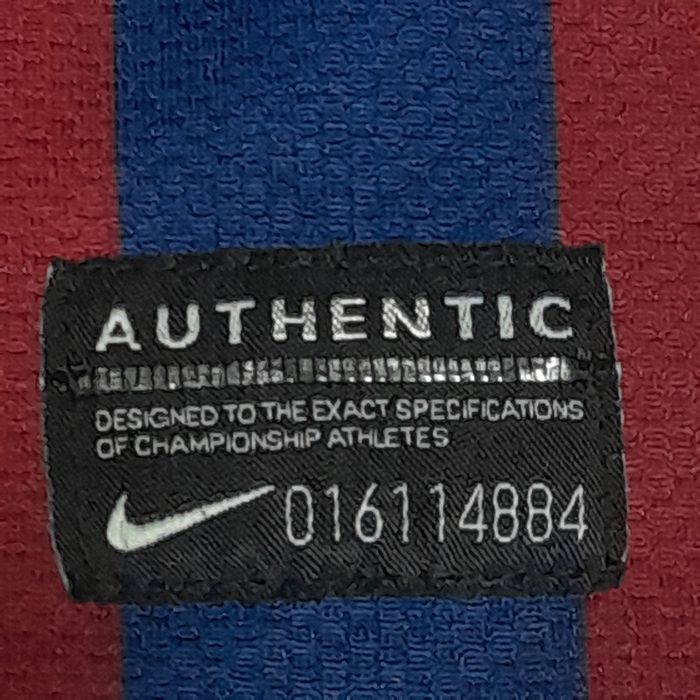 AUTHENTIC
DESIGNED TO THE EXACT SPECIFICATIONS
OF CHAMPIONSHIP ATHLETES
016114884